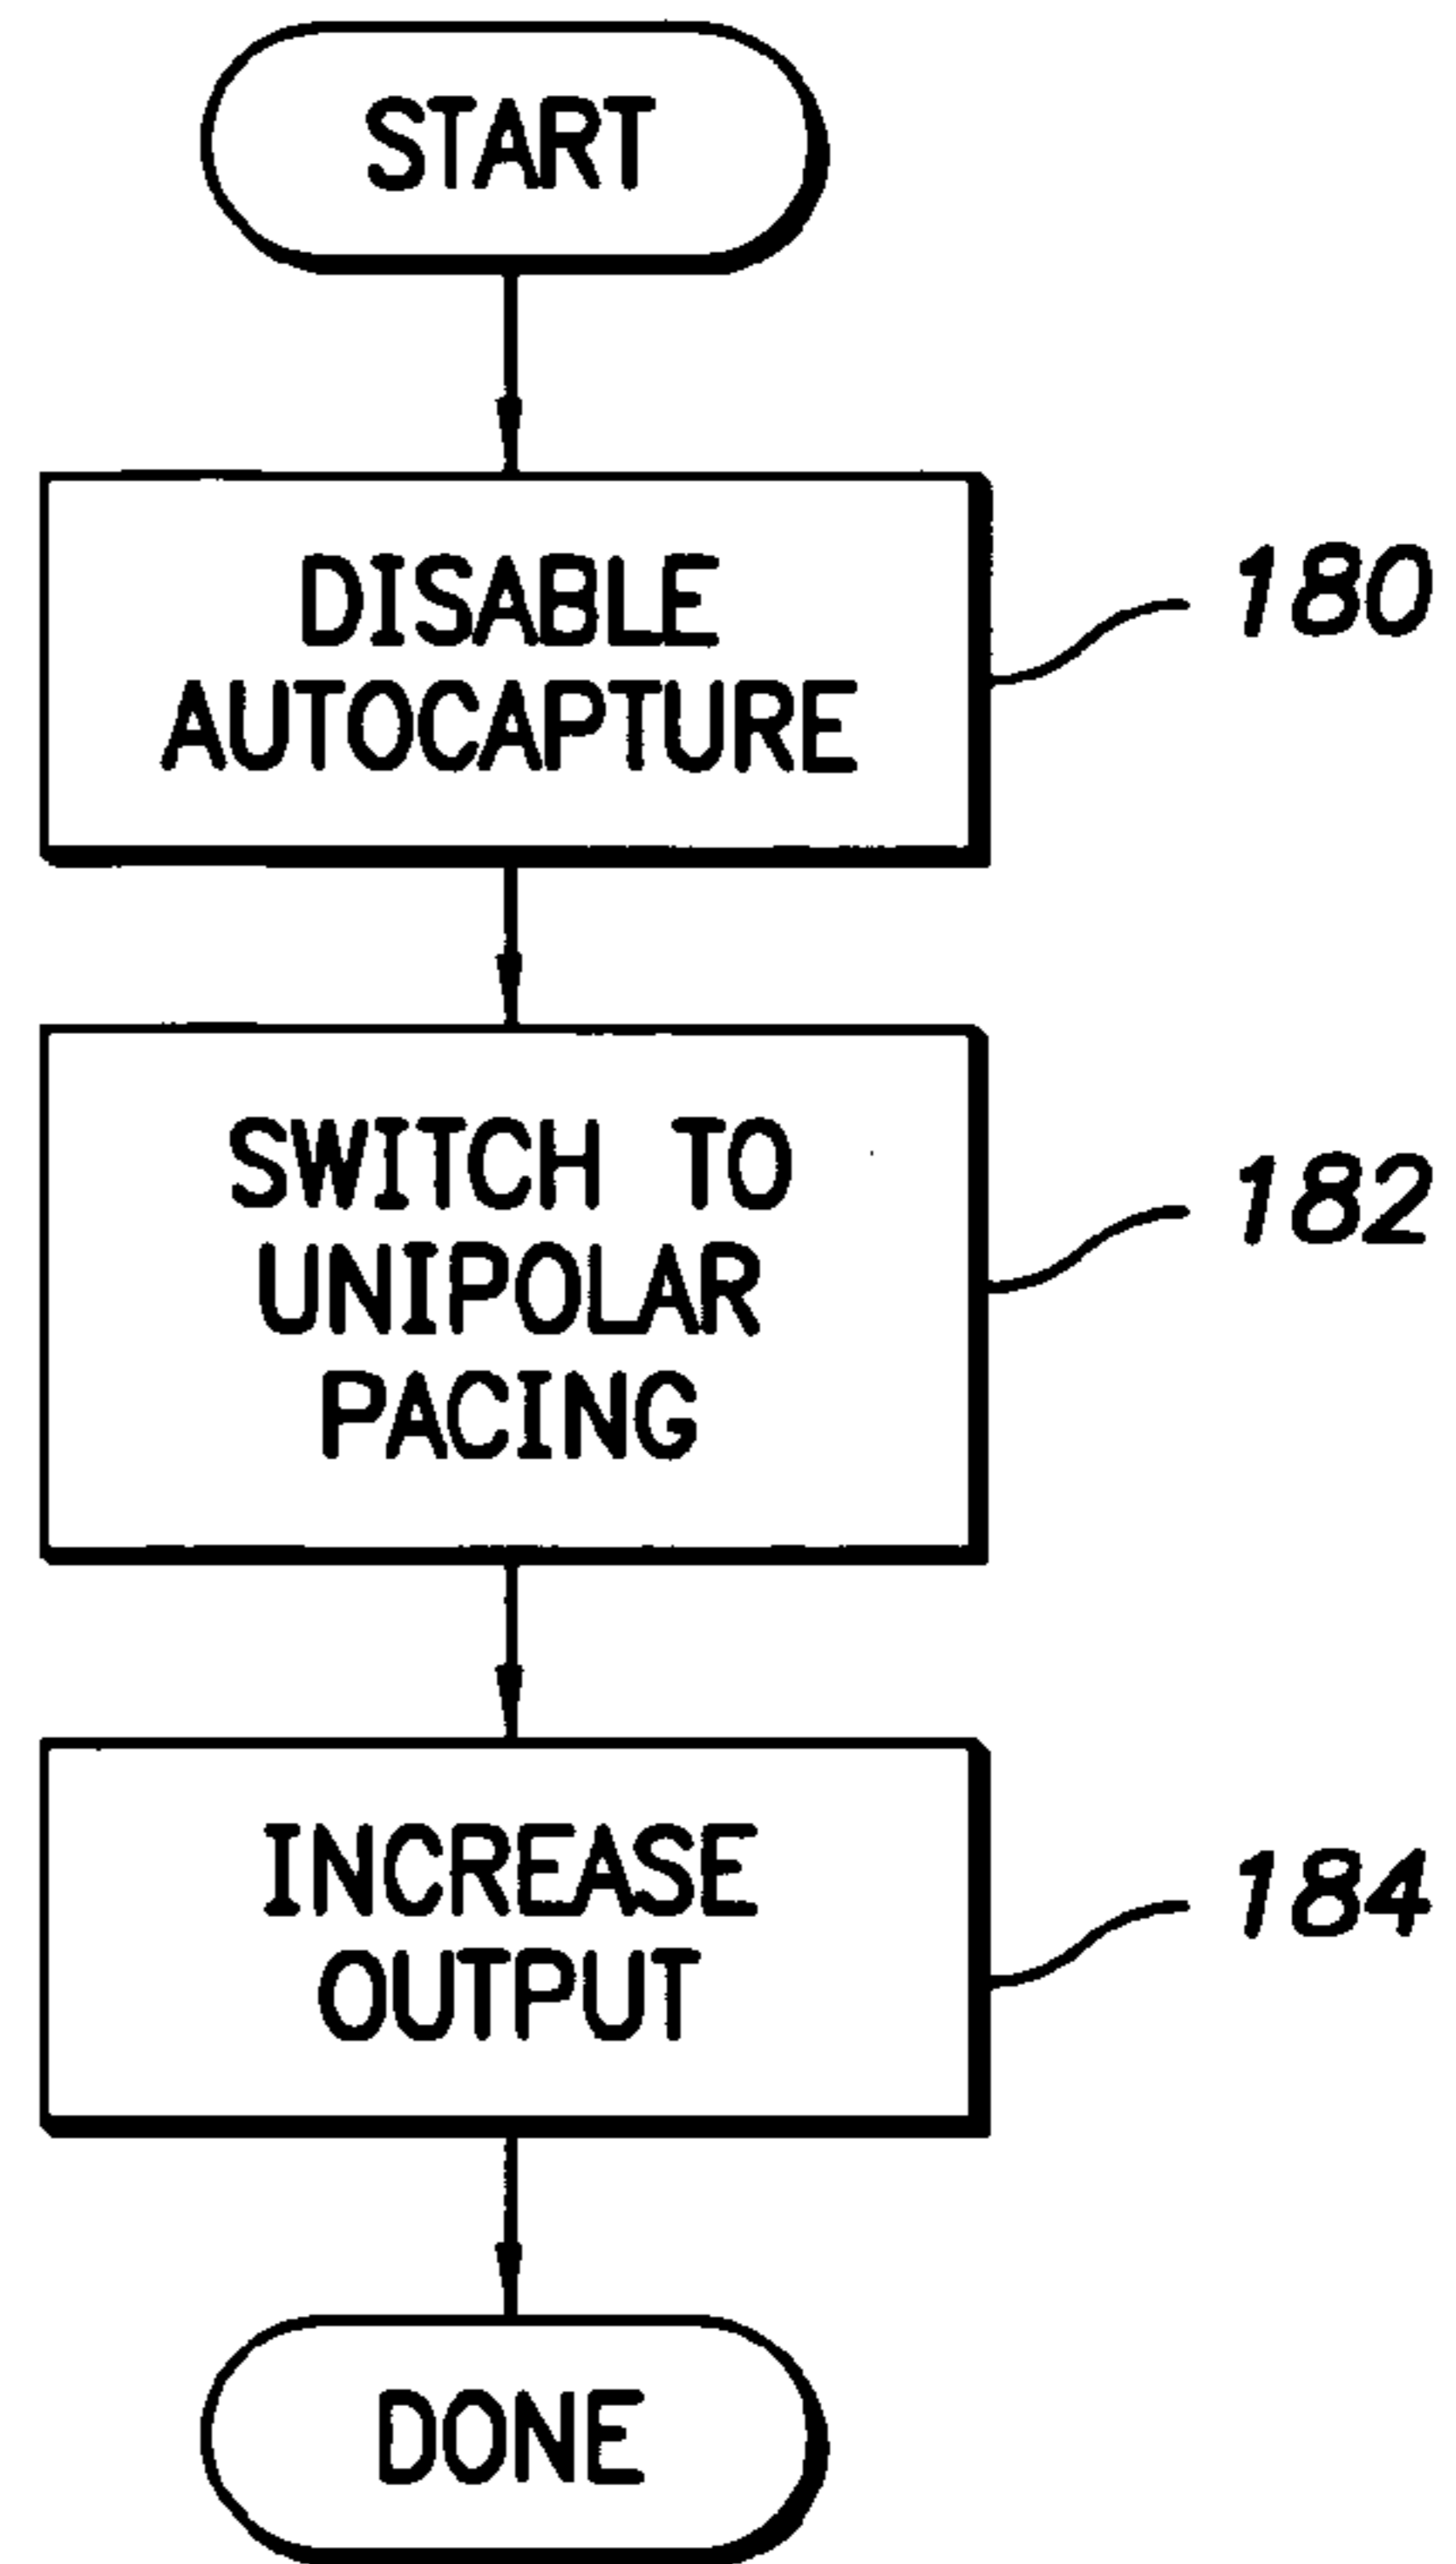 START
DISABLE
AUTOCAPTURE
180
SWITCH TO
UNIPOLAR
PACING
182
INCREASE
OUTPUT
184
DONE